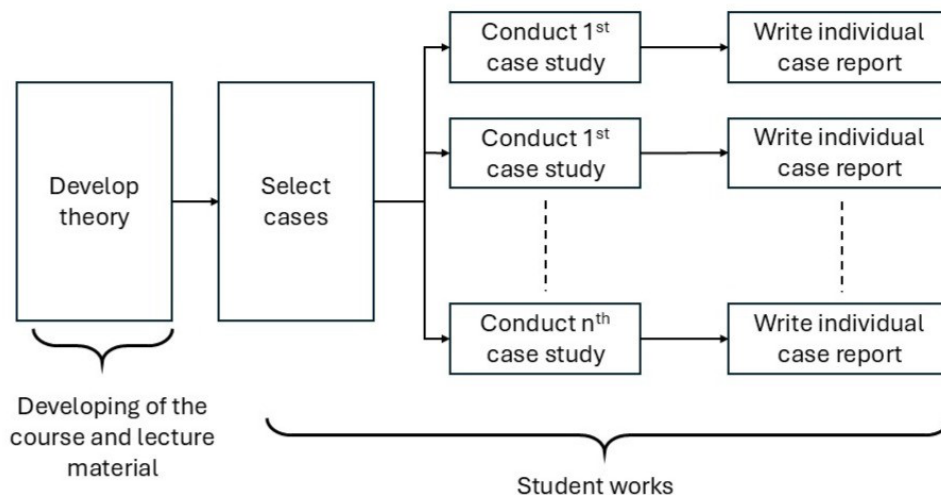 Develop
theory
Select
cases
Conduct 1st
case study
Write individual
case report
Conduct 1st
case study
Write individual
case report
Conduct nth
case study
Write individual
case report
Developing of the
course and lecture
material
Student works